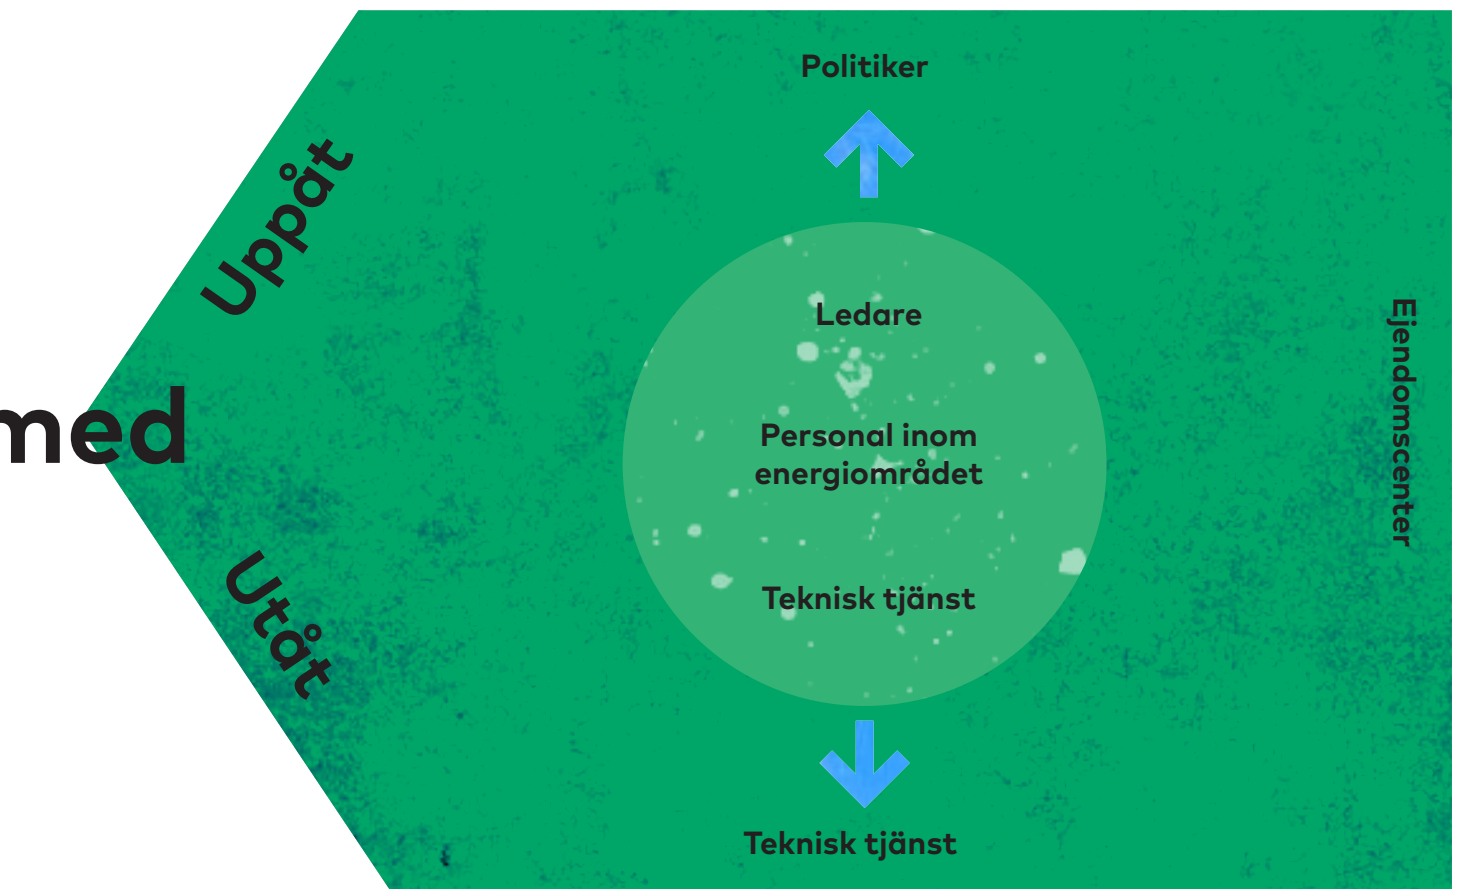 Politiker
Uppåt
Ledare
med
Personal inom
energiområdet
Ejendomscenter
Utåt
Teknisk tjänst
Teknisk tjänst